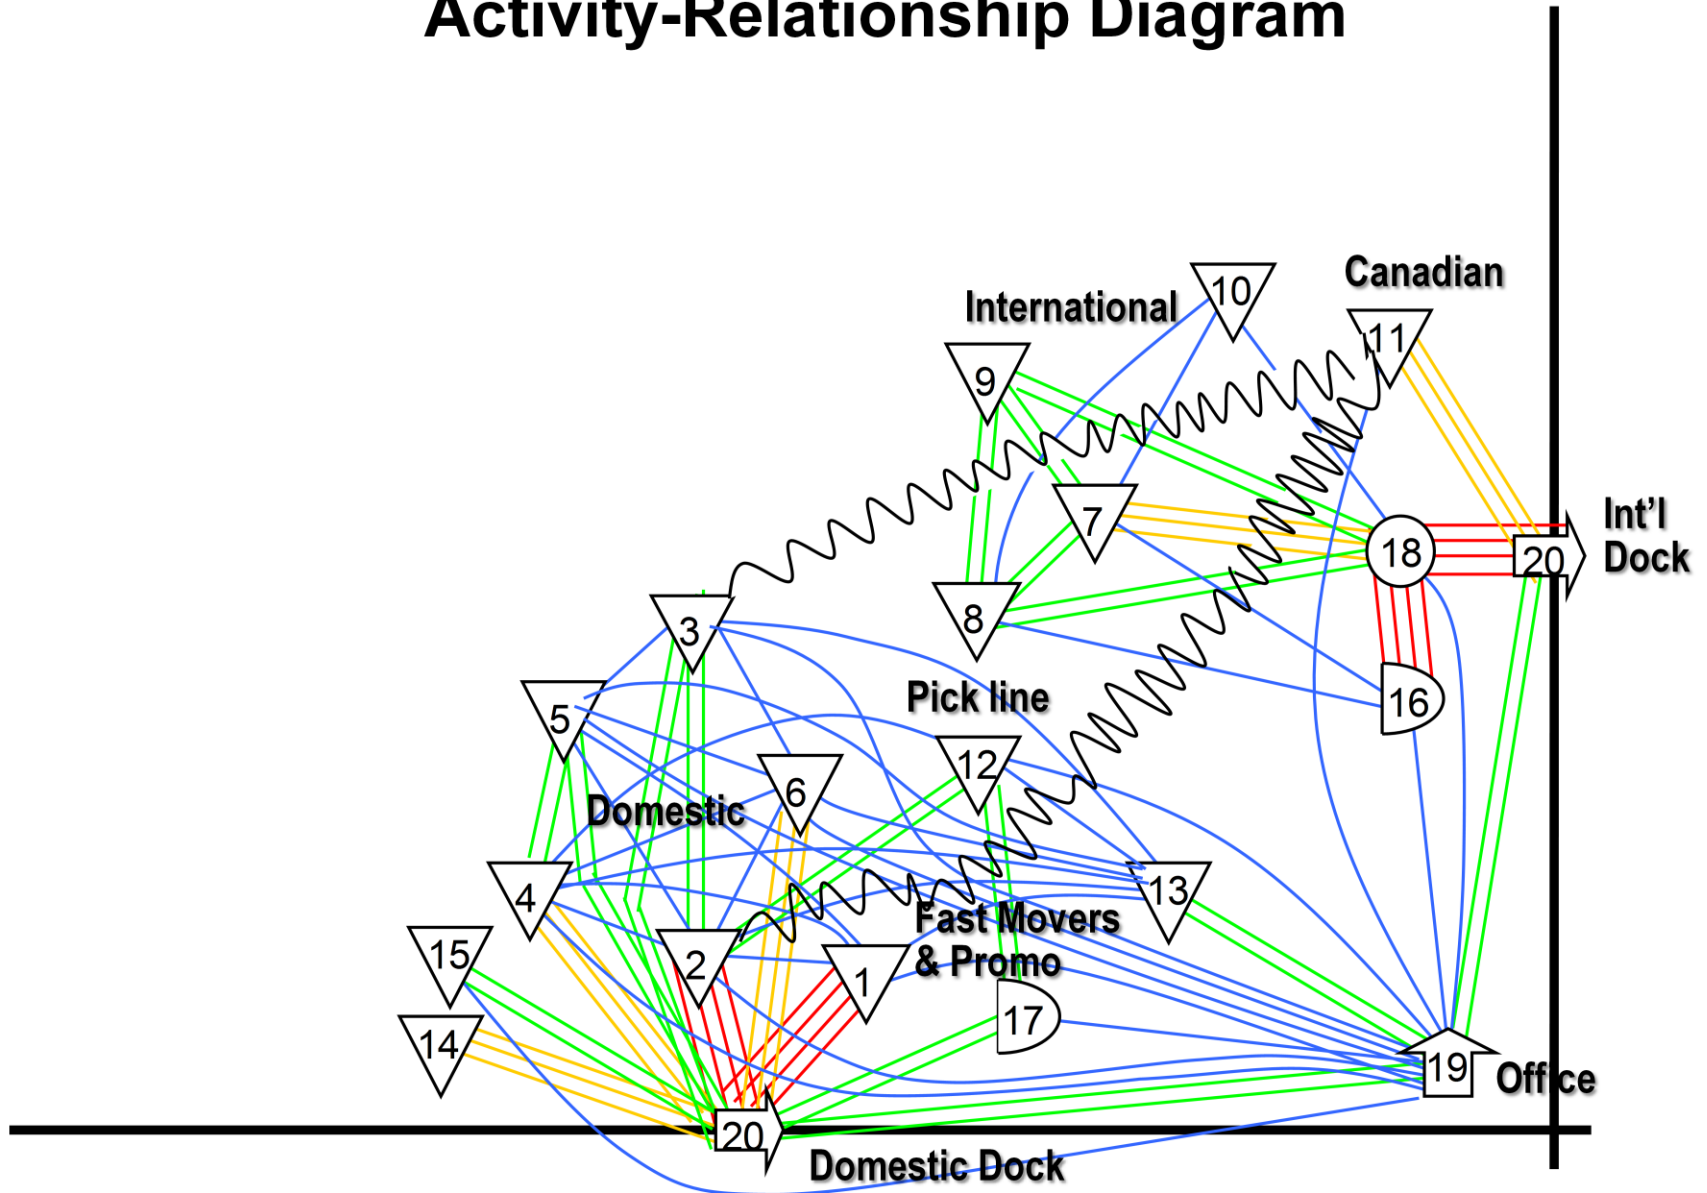 Activity-Relationship Diagram
10
Canadian
International
11
9
7
Int'l
Dock
18
20
8
3
16
Pick line
5
12
6
Domestic
13
4
Fast Movers
& Promo
15
2
1
17
14
19
Office
20
Domestic Dock